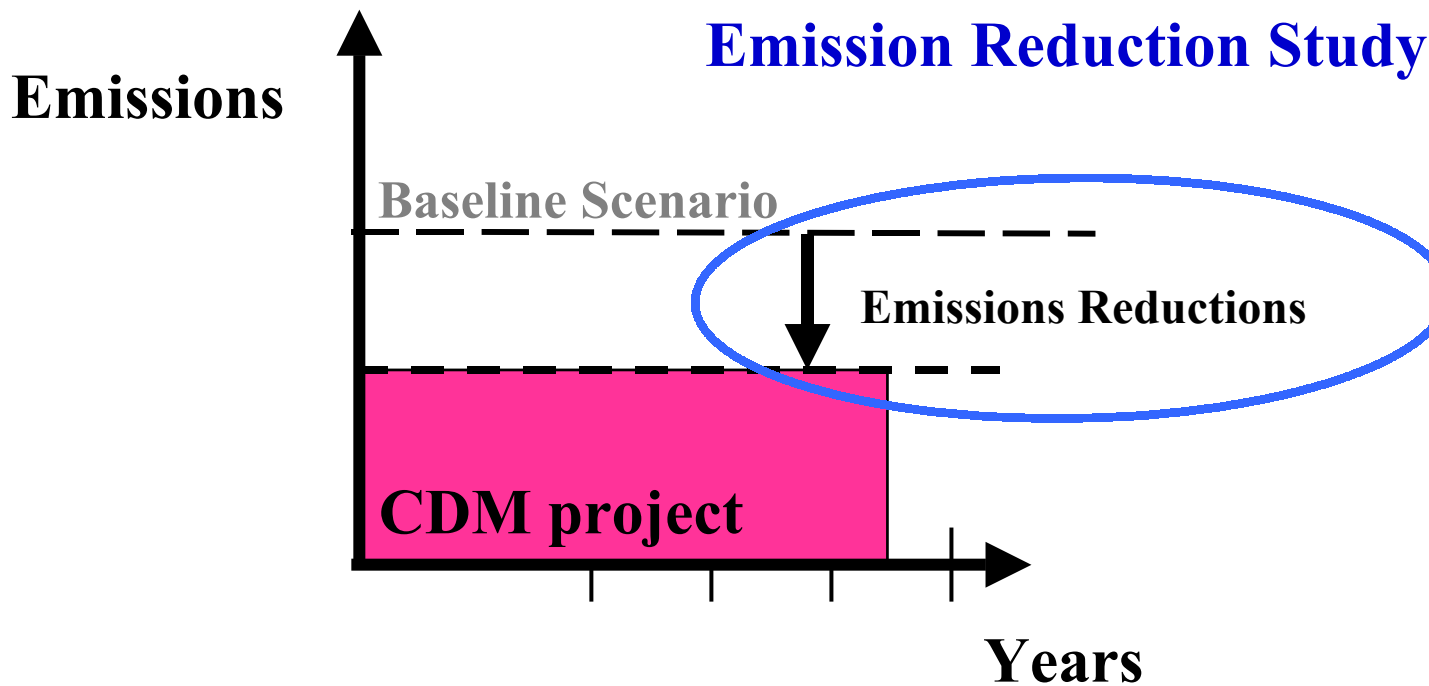 Emission Reduction Study
Emissions
Baseline Scenario
Emissions Reductions
CDM project
Years